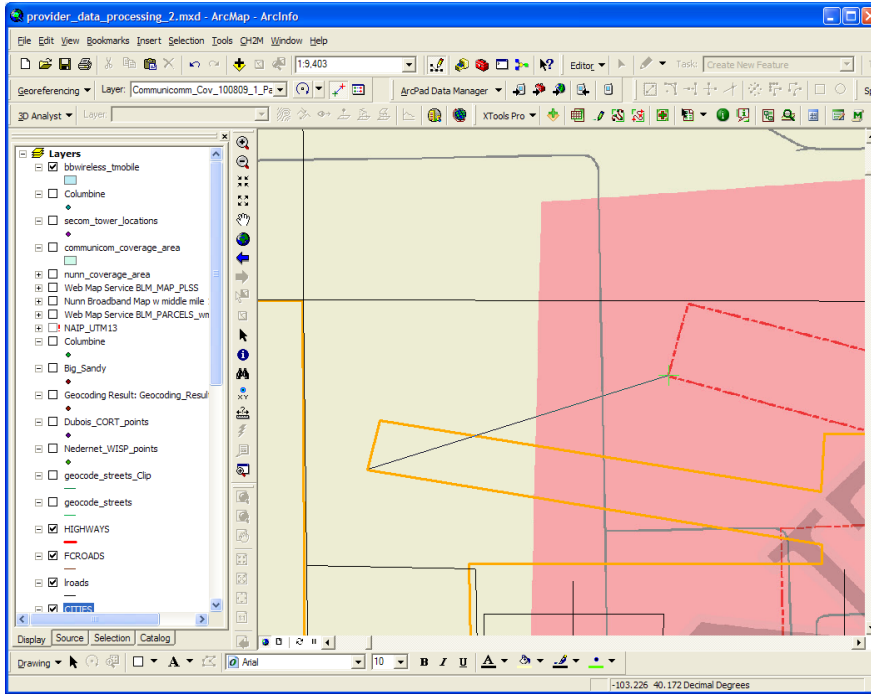 provider_data_processing_2.mxd - ArcMap - ArcInfo
File Edit View Bookmarks Insert Selection Tools CH2M Window Help
1:9,403 Editor Task: Create New Feature
Georeferencing Layer: Communicomm_Cov_100809_1_Pa ArcPad Data Manager Sp
3D Analyst Layer: XTools Pro
Layers
bbwireless_tmobile
Columbine
secom_tower_locations
communicom_coverage_area
nunn_coverage_area
Web Map Service BLM_MAP_PLSS
Nunn Broadband Map w middle mile
Web Map Service BLM_PARCELS_wm
NAIP_UTM13
Columbine
Big_Sandy
Geocoding Result: Geocoding_Resul
Dubois_CORT_points
Nedernet_WISP_points
geocode_streets_Clip
geocode_streets
HIGHWAYS
FCROADS
lroads
CITIES
Display Source Selection Catalog
Drawing A Arial 10 B I U A
-103.226 40.172 Decimal Degrees